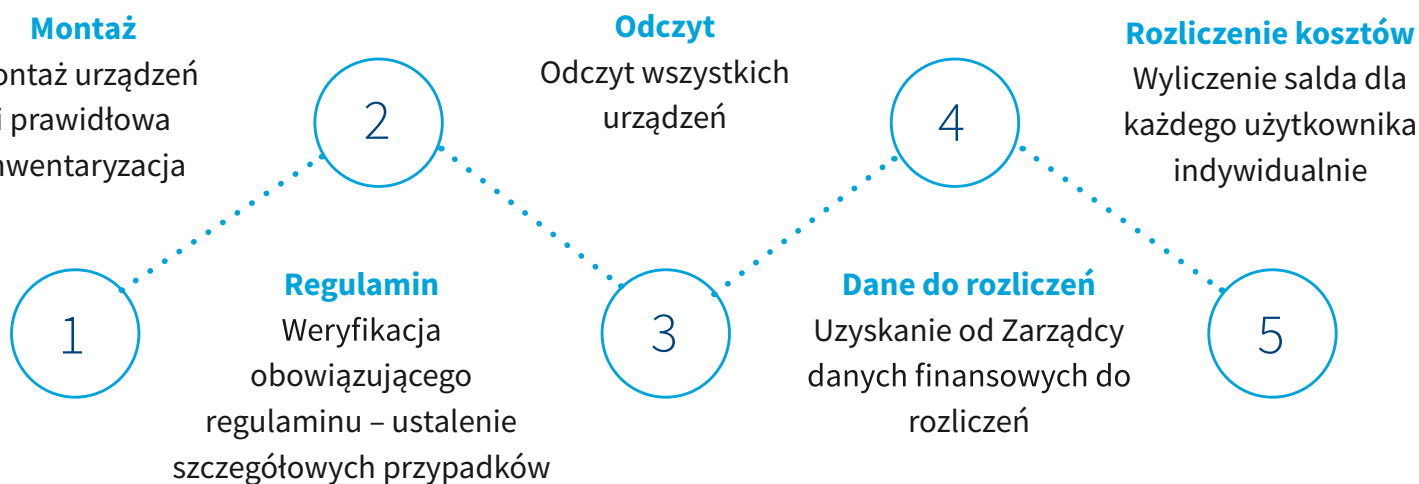 Montaż
ontaż urządzeń
i prawidłowa
nwentaryzacja
1
2
Regulamin
Weryfikacja
obowiązującego
regulaminu – ustalenie
szczegółowych przypadków
Odczyt
Odczyt wszystkich
urządzeń
3
4
Dane do rozliczeń
Uzyskanie od Zarządcy
danych finansowych do
rozliczeń
Rozliczenie kosztów
Wyliczenie salda dla
każdego użytkownika
indywidualnie
5